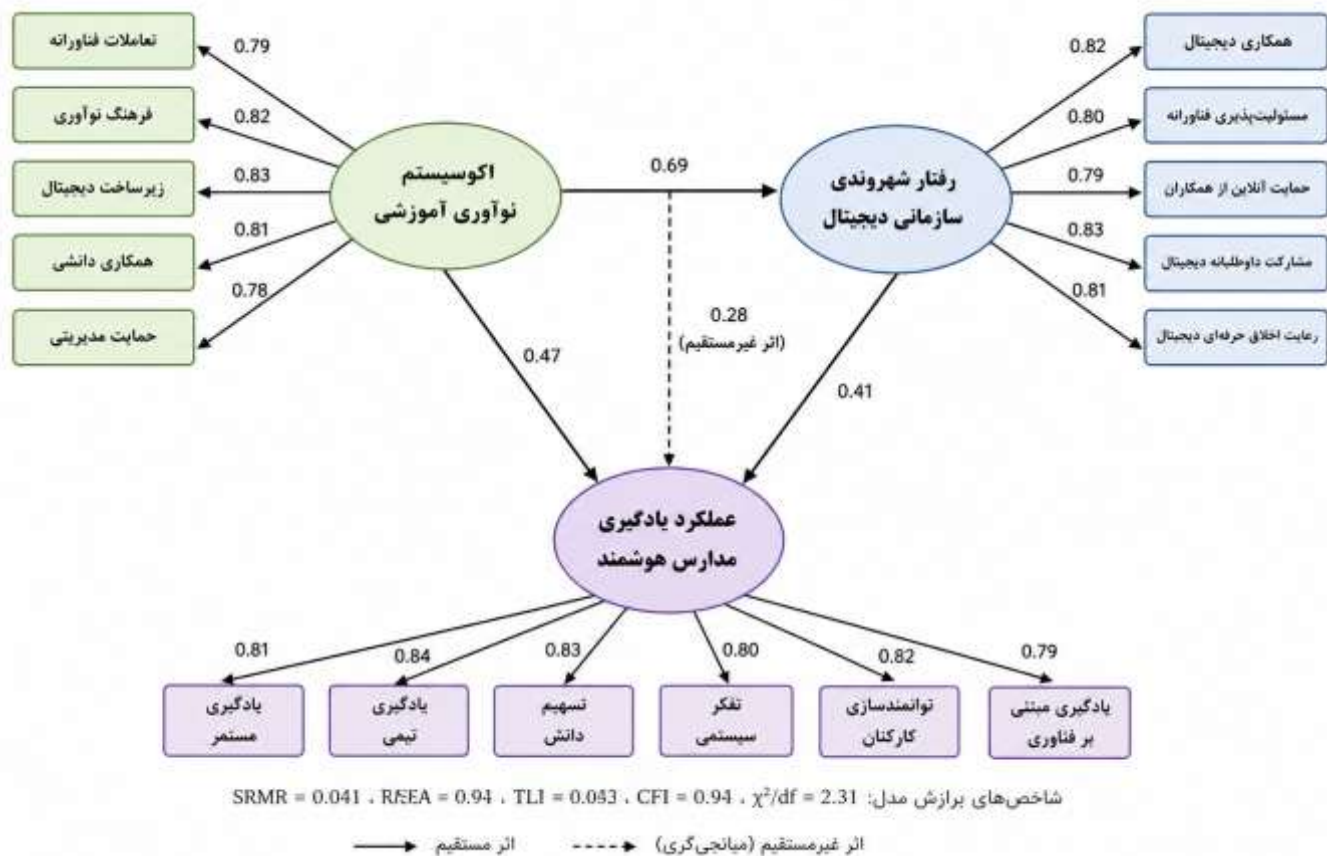 تعاملات فناورانه
فرهنگ نوآوری
زیرساخت دیجیتال
همکاری دانشی
حمایت مدیریتی
0.79
0.82
0.83
0.81
0.78
اکوسیستم
نوآوری آموزشی
0.69
رفتار شهروندی
سازمانی دیجیتال
0.82
0.80
0.79
0.83
0.81
همکاری دیجیتال
مسئولیت‌پذیری فناورانه
حمایت آنلاین از همکاران
مشارکت داوطلبانه دیجیتال
رعایت اخلاق حرفه‌ای دیجیتال
0.47
0.28
(اثر غیرمستقیم)
0.41
عملکرد یادگیری
مدارس هوشمند
0.81
0.84
0.83
0.80
0.82
0.79
یادگیری
مستمر
یادگیری
تیمی
تسهیم
دانش
تفکر
سیستمی
توانمندسازی
کارکنان
یادگیری مبتنی
بر فناوری
شاخص‌های برازش مدل: SRMR = 0.041 ، = 0.94 ، TLI = 0.043 ، CFI = 0.94 ، χ²/df = 2.31
اثر مستقیم
اثر غیرمستقیم (میانجی‌گری)